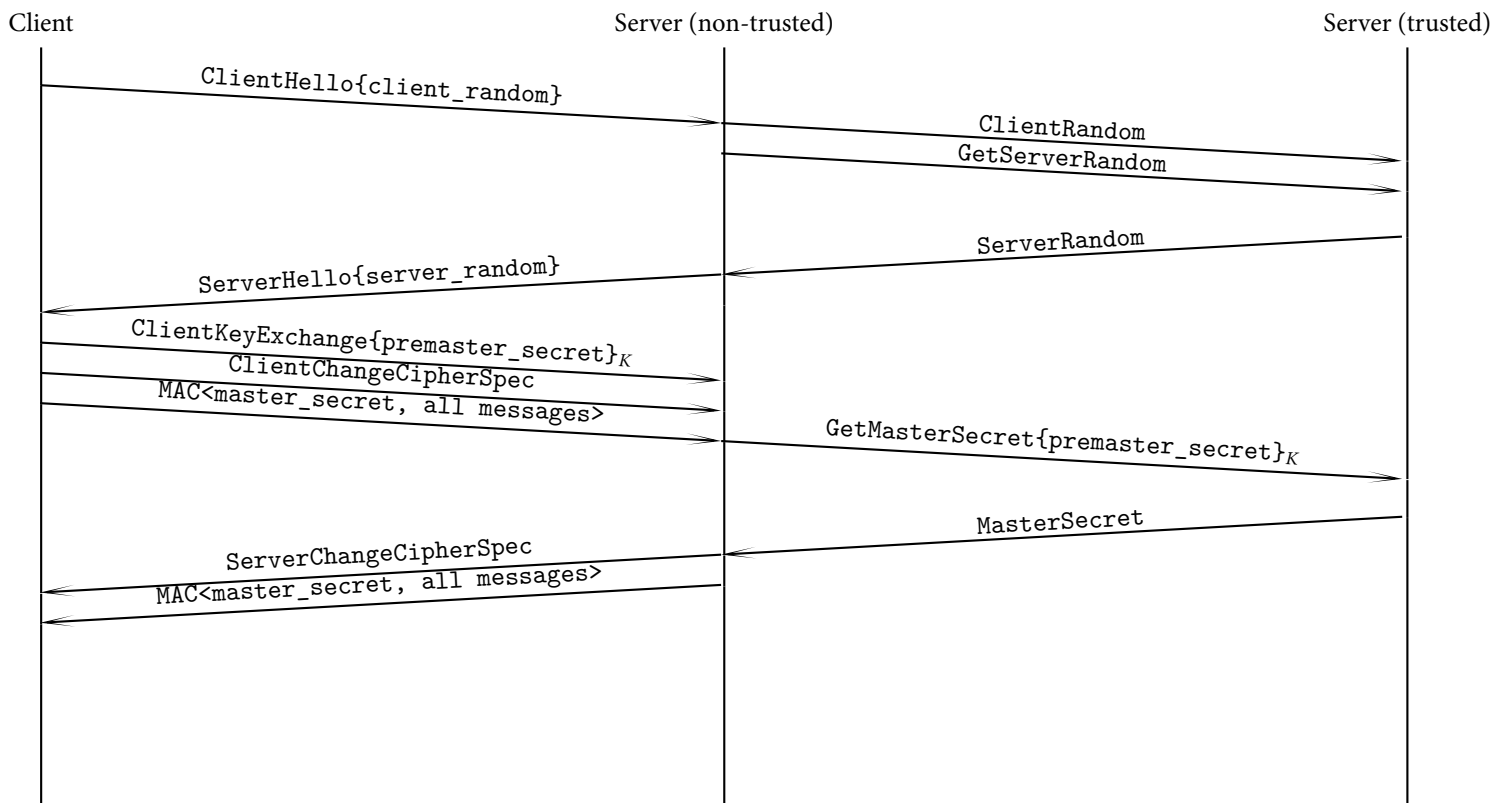 Client
Server (non-trusted)
Server (trusted)
ClientHello{client_random}
ClientRandom
GetServerRandom
ServerRandom
ServerHello{server_random}
ClientKeyExchange{premaster_secret}K
ClientChangeCipherSpec
MAC<master_secret, all messages>
GetMasterSecret{premaster_secret}K
MasterSecret
ServerChangeCipherSpec
MAC<master_secret, all messages>